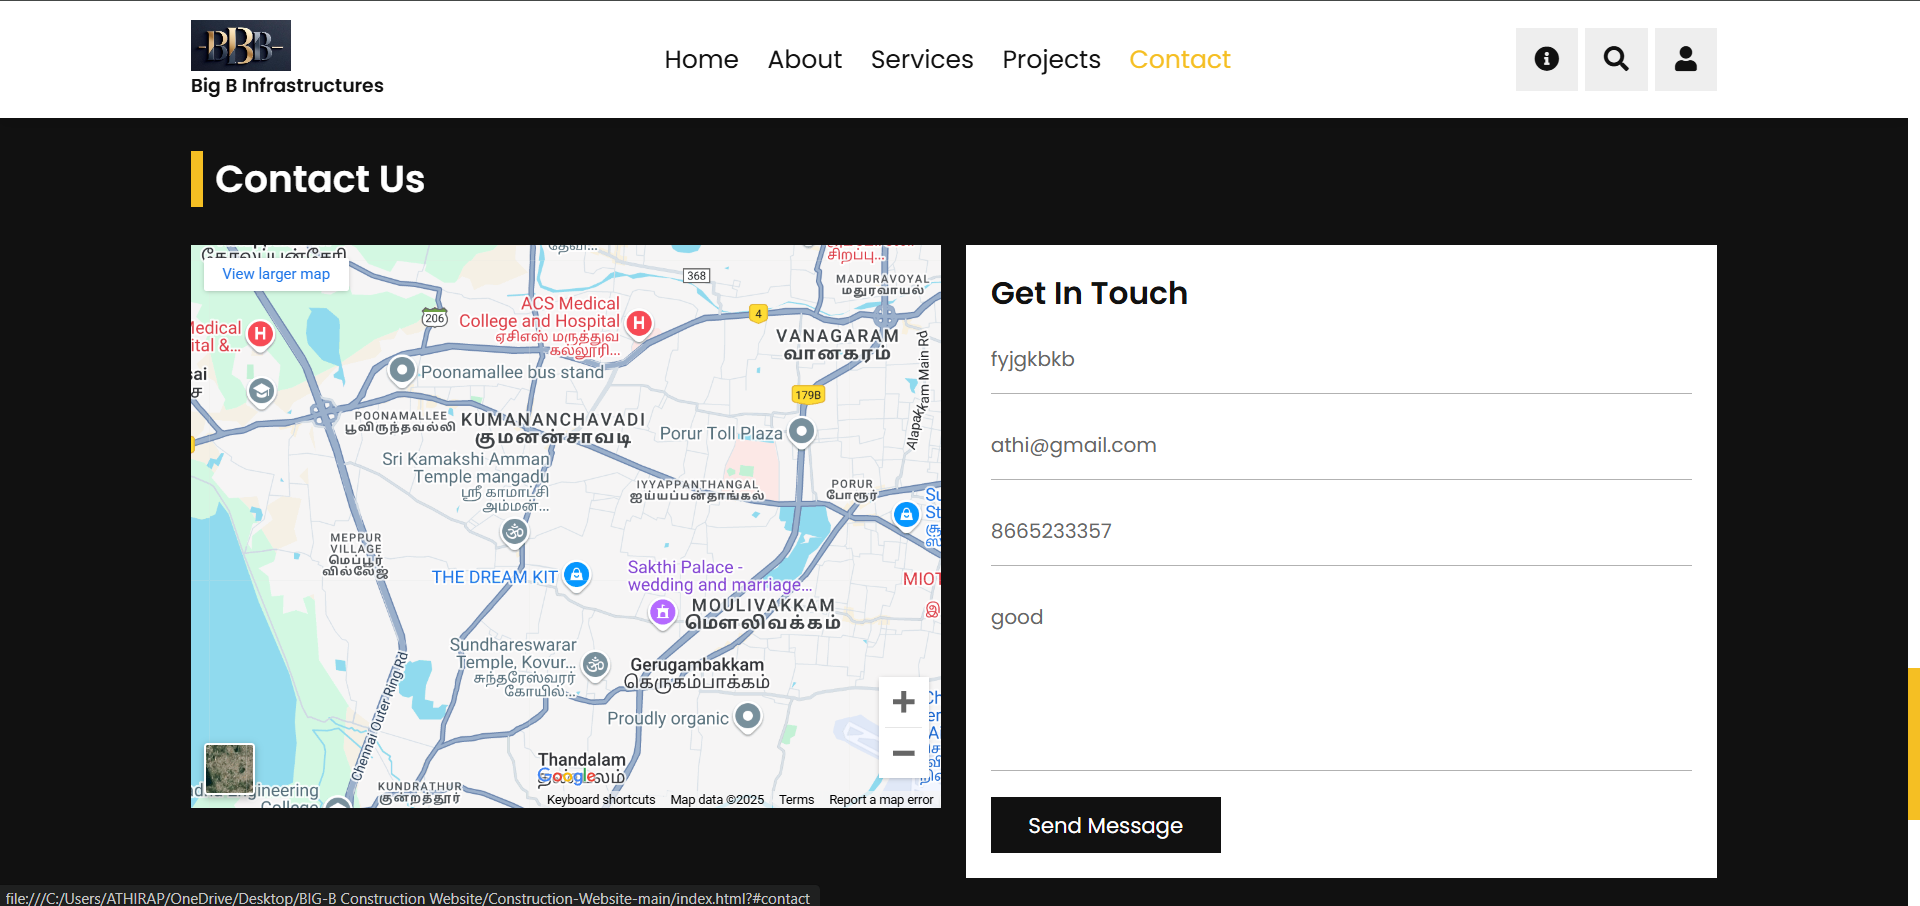 BBB
Big B Infrastructures
Home About Services Projects Contact
Contact Us
View larger map
368
சிறப்பு...
MADURAVOYAL
மதுரவாயல்
ACS Medical
College and Hospital
ஏசிஎஸ் மருத்துவ
கல்லூரி...
206
4
VANAGARAM
வானகரம்
Alapakkam Main Rd
Poonamallee bus stand
179B
POONAMALLEE
பூவிருந்தவல்லி
KUMANANCHAVADI
குமணன்சாவடி
Porur Toll Plaza
Sri Kamakshi Amman
Temple mangadu
ஸ்ரீ காமாட்சி
அம்மன்...
IYYAPPANTHANGAL
ஐய்யப்பன்தாங்கல்
PORUR
போரூர்
MEPPUR
VILLAGE
மெப்பூர்
வில்லேஜ்
THE DREAM KIT
Sakthi Palace -
wedding and marriage...
MOULIVAKKAM
மௌலிவக்கம்
Sundhareswarar
Temple, Kovur...
சுந்தரேஸ்வரர்
கோயில்...
Gerugambakkam
கெருகம்பாக்கம்
Chennai Outer Ring Rd
Proudly organic
Thandalam
Google
KUNDRATHUR
குன்றத்தூர்
Keyboard shortcuts Map data ©2025 Terms Report a map error
Get In Touch
fyjgkbkb
athi@gmail.com
8665233357
good
Send Message
file:///C:/Users/ATHIRAP/OneDrive/Desktop/BIG-B Construction Website/Construction-Website-main/index.html?#contact